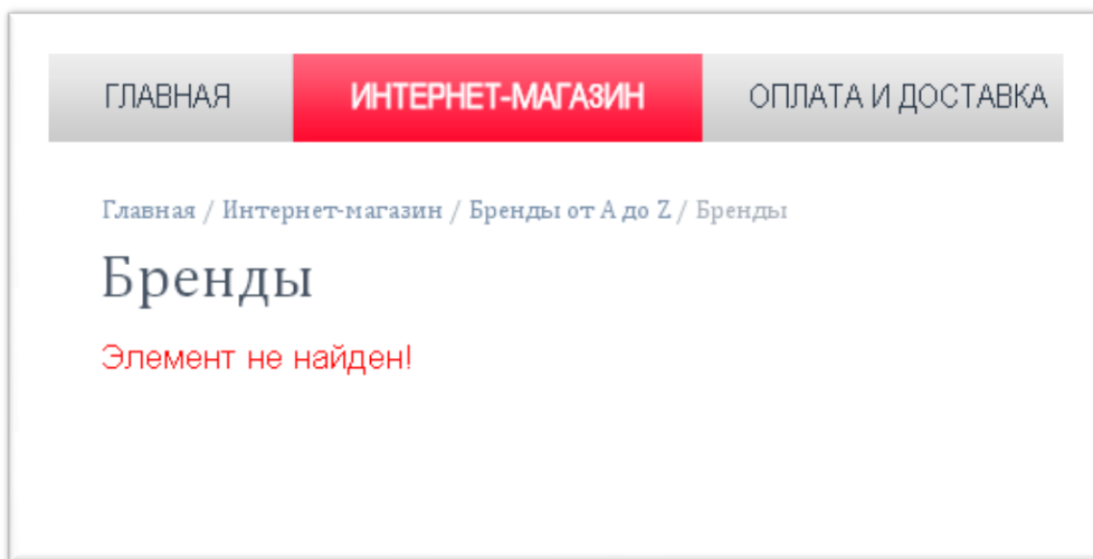 ГЛАВНАЯ ИНТЕРНЕТ-МАГАЗИН ОПЛАТА И ДОСТАВКА
Главная / Интернет-магазин / Бренды от A до Z / Бренды
Бренды
Элемент не найден!